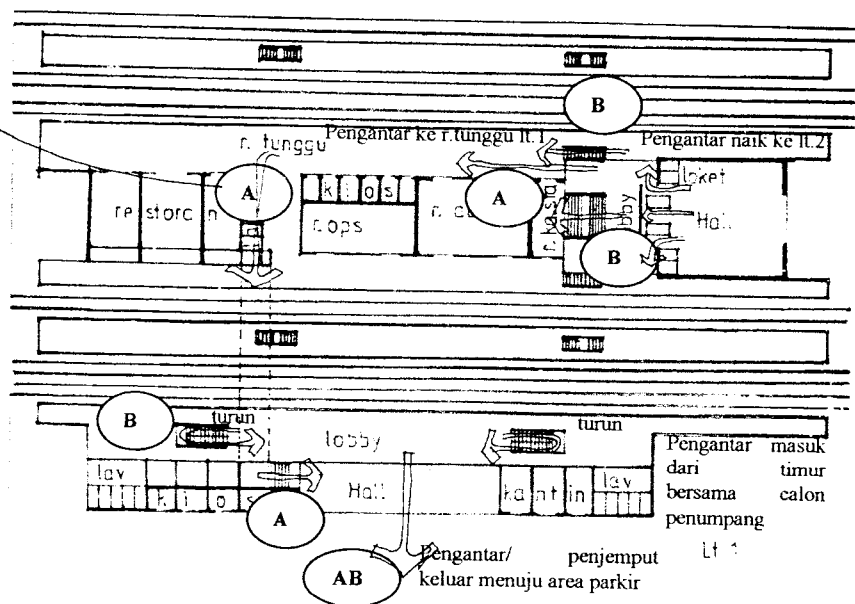 B
Pengantar ke r.tunggu lt.1
Pengantar naik ke lt.2
r. tunggu
loket
A
kios
A
restoran
r.ops
Hall
B
B
turun
turun
lobby
Pengantar masuk
dari timur
bersama calon
penumpang
lav
kios
Hall
kantin
lav
A
Lt 1
AB
Pengantar/ penjemput
keluar menuju area parkir